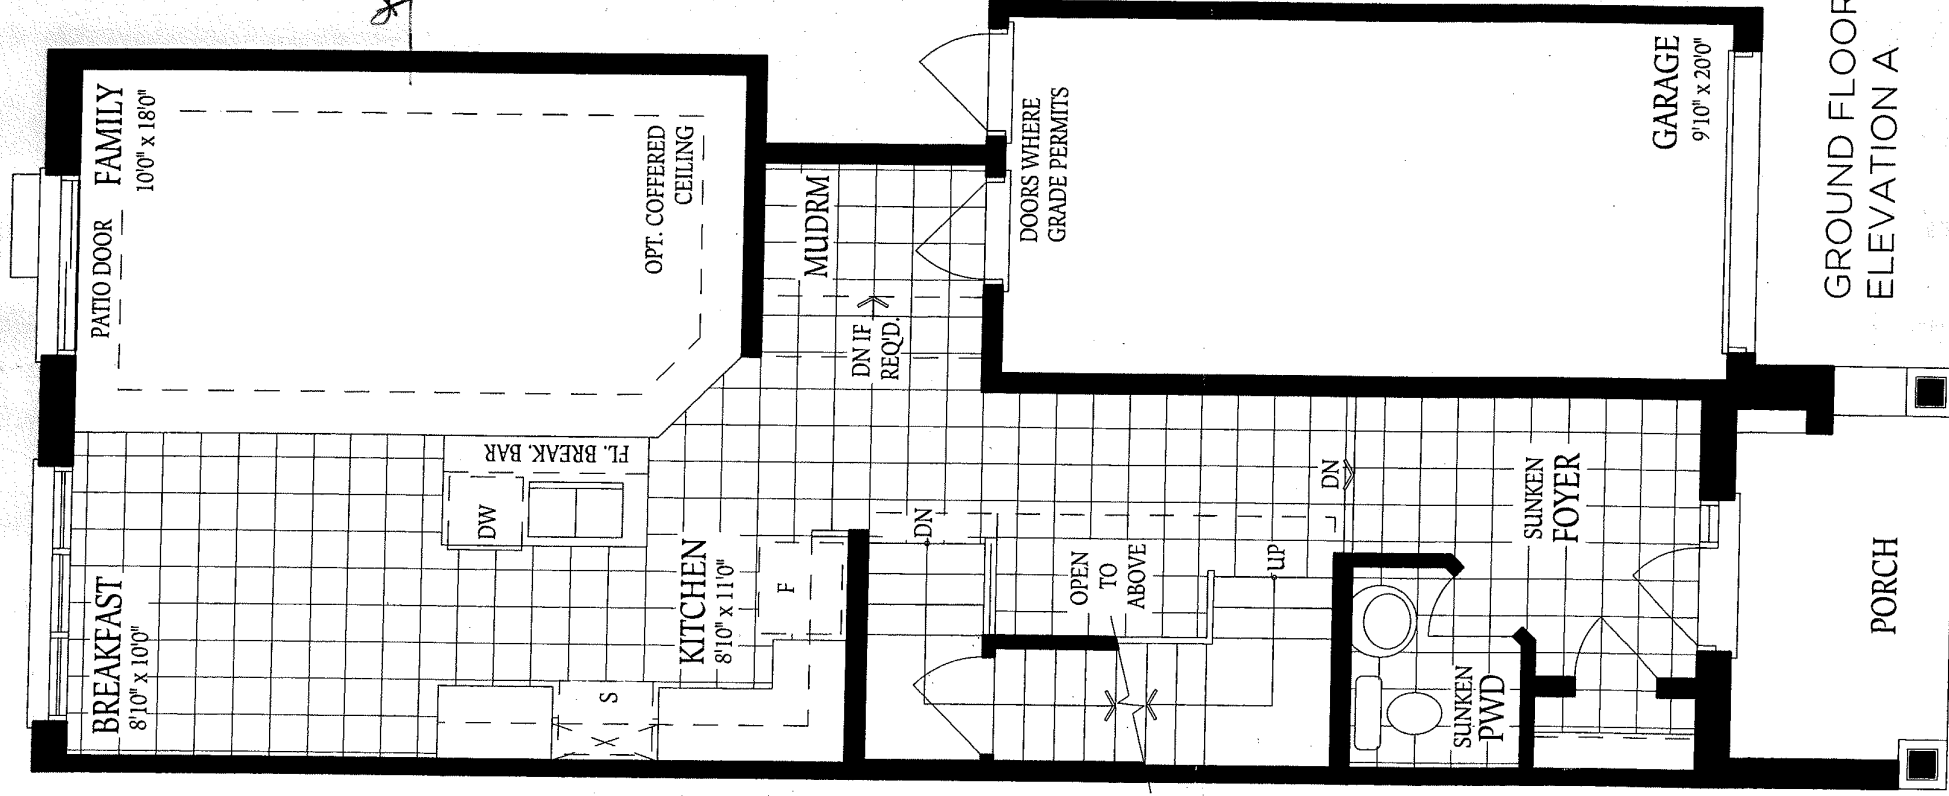 PATIO DOOR
FAMILY
10'0" x 18'0"
OPT. COFFERED
CEILING
BREAKFAST
8'10" x 10'0"
FL. BREAK. BAR
DW
S
KITCHEN
8'10" x 11'0"
F
MUDRM
DN IF
REQ'D.
DOORS WHERE
GRADE PERMITS
GARAGE
9'10" x 20'0"
DN
OPEN
TO
ABOVE
UP
DN
SUNKEN
FOYER
SUNKEN
PWD
PORCH
GROUND FLOOR
ELEVATION A